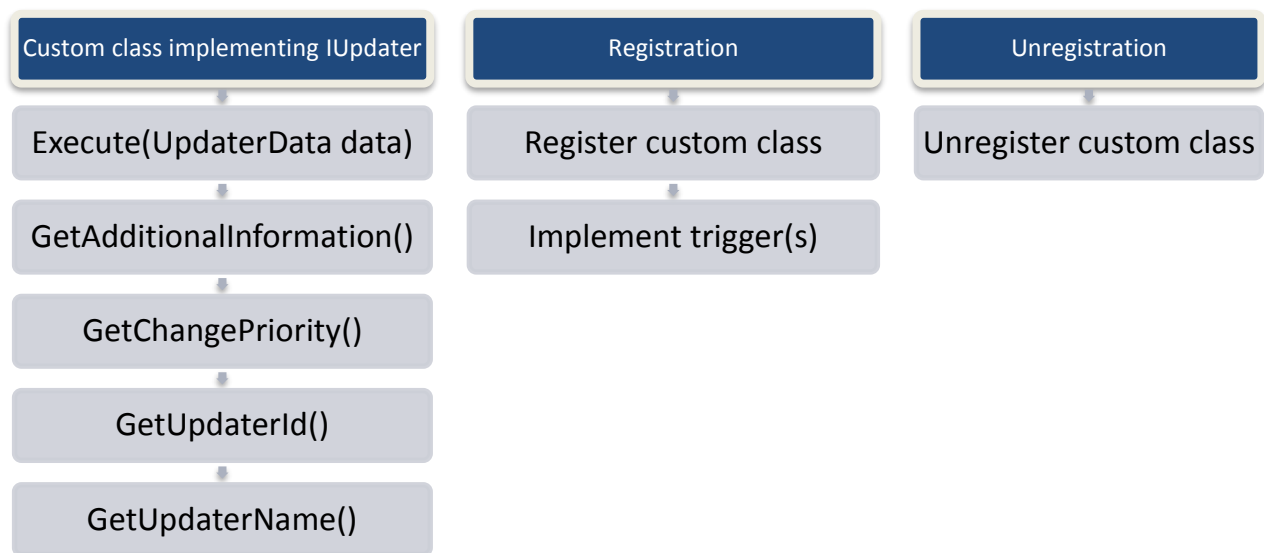 Custom class implementing IUpdater
Execute(UpdaterData data)
GetAdditionalInformation()
GetChangePriority()
GetUpdaterId()
GetUpdaterName()
Registration
Register custom class
Implement trigger(s)
Unregistration
Unregister custom class